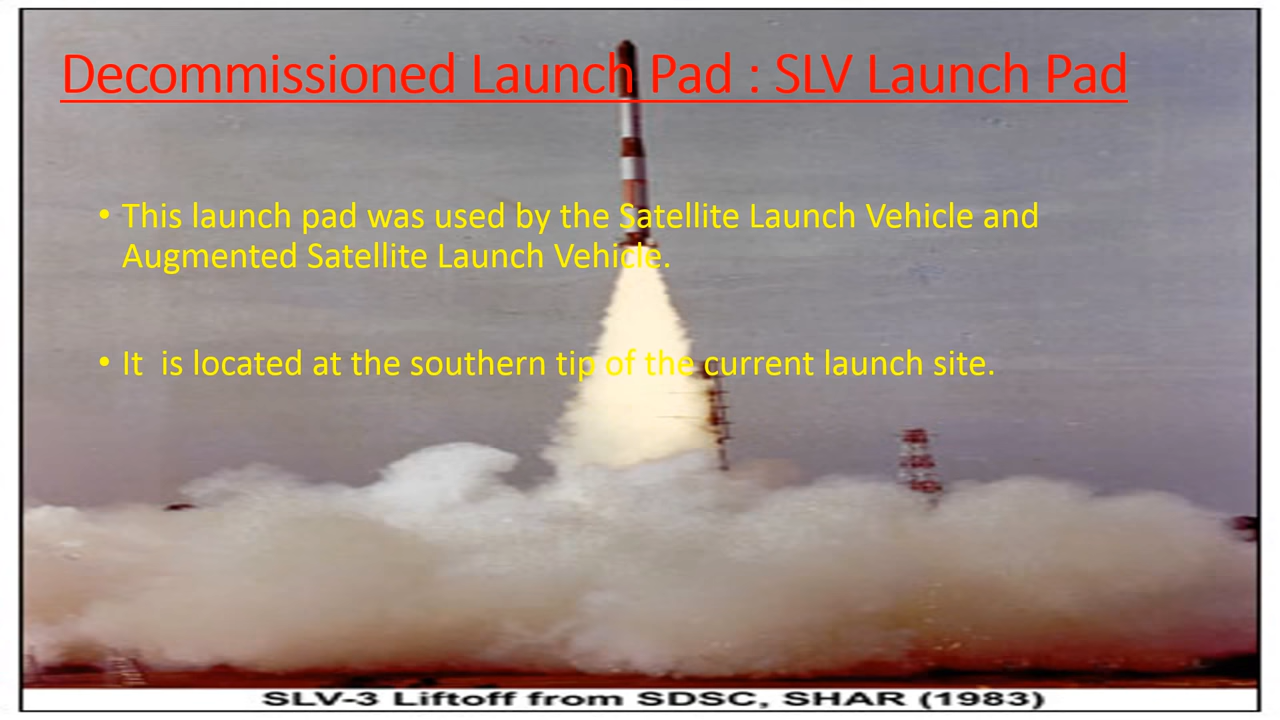 Decommissioned Launch Pad : SLV Launch Pad
• This launch pad was used by the Satellite Launch Vehicle and
Augmented Satellite Launch Vehicle.
• It  is located at the southern tip of the current launch site.
SLV-3 Liftoff from SDSC, SHAR (1983)